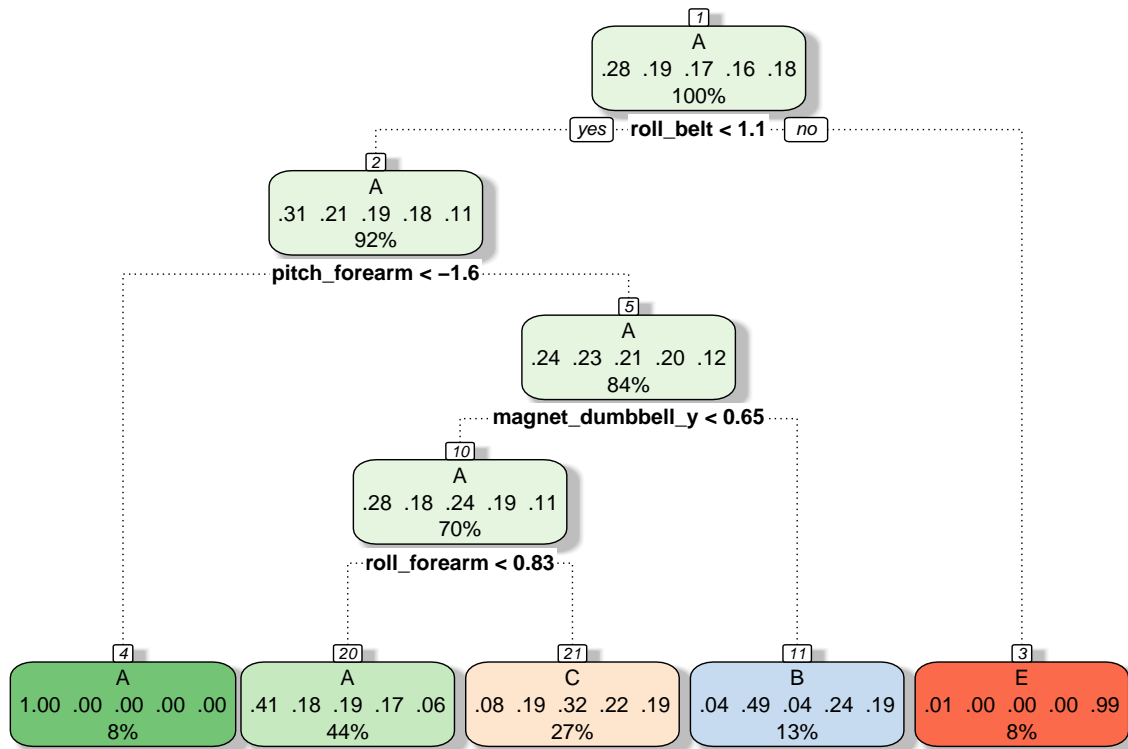 1
A
.28 .19 .17 .16 .18
100%
yes roll_belt < 1.1 no
2
A
.31 .21 .19 .18 .11
92%
pitch_forearm < −1.6
5
A
.24 .23 .21 .20 .12
84%
magnet_dumbbell_y < 0.65
10
A
.28 .18 .24 .19 .11
70%
roll_forearm < 0.83
4
A
1.00 .00 .00 .00 .00
8%
20
A
.41 .18 .19 .17 .06
44%
21
C
.08 .19 .32 .22 .19
27%
11
B
.04 .49 .04 .24 .19
13%
3
E
.01 .00 .00 .00 .99
8%